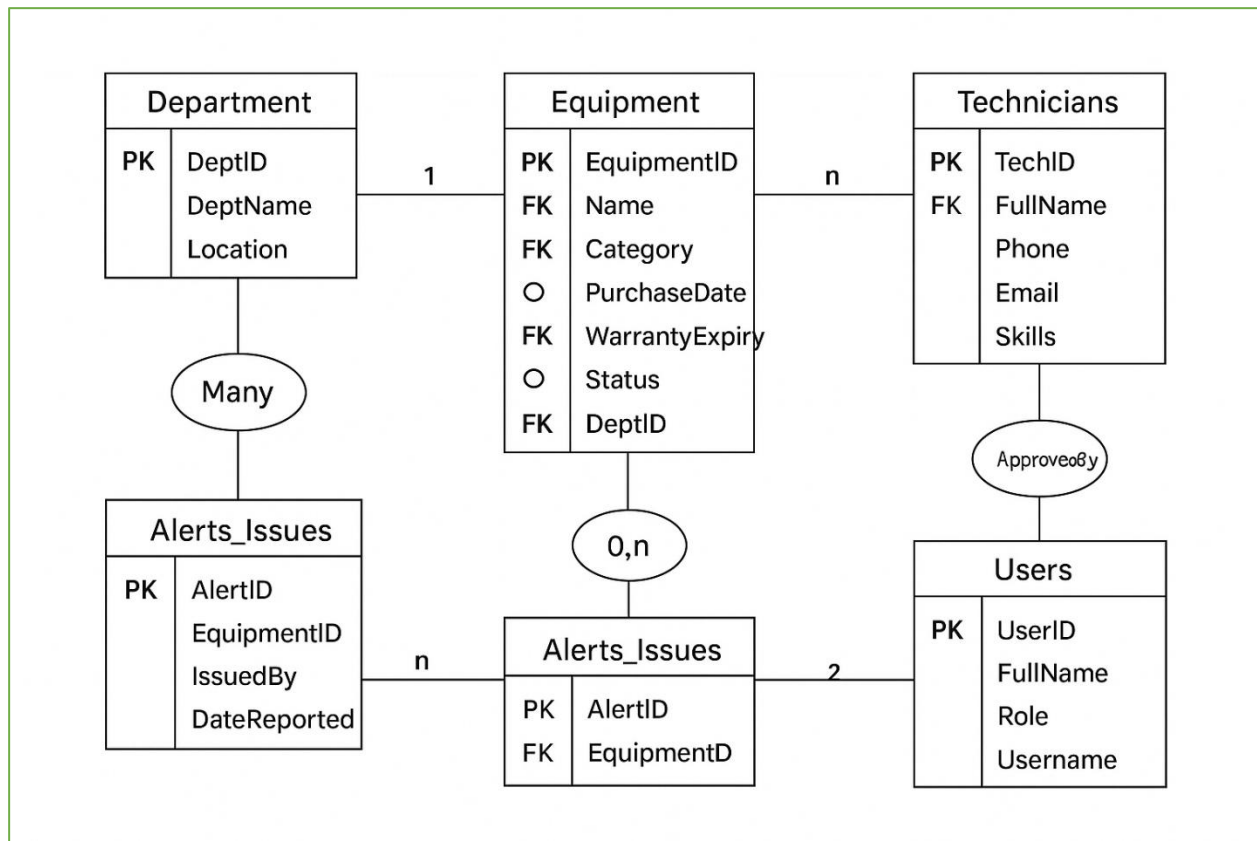 Department
PK DeptID
DeptName
Location
1
Equipment
PK EquipmentID
FK Name
FK Category
O PurchaseDate
FK WarrantyExpiry
O Status
FK DeptID
n
Technicians
PK TechID
FK FullName
Phone
Email
Skills
Many
0,n
Approveoβy
Alerts_Issues
PK AlertID
EquipmentID
IssuedBy
DateReported
n
Alerts_Issues
PK AlertID
FK EquipmentD
2
Users
PK UserID
FullName
Role
Username